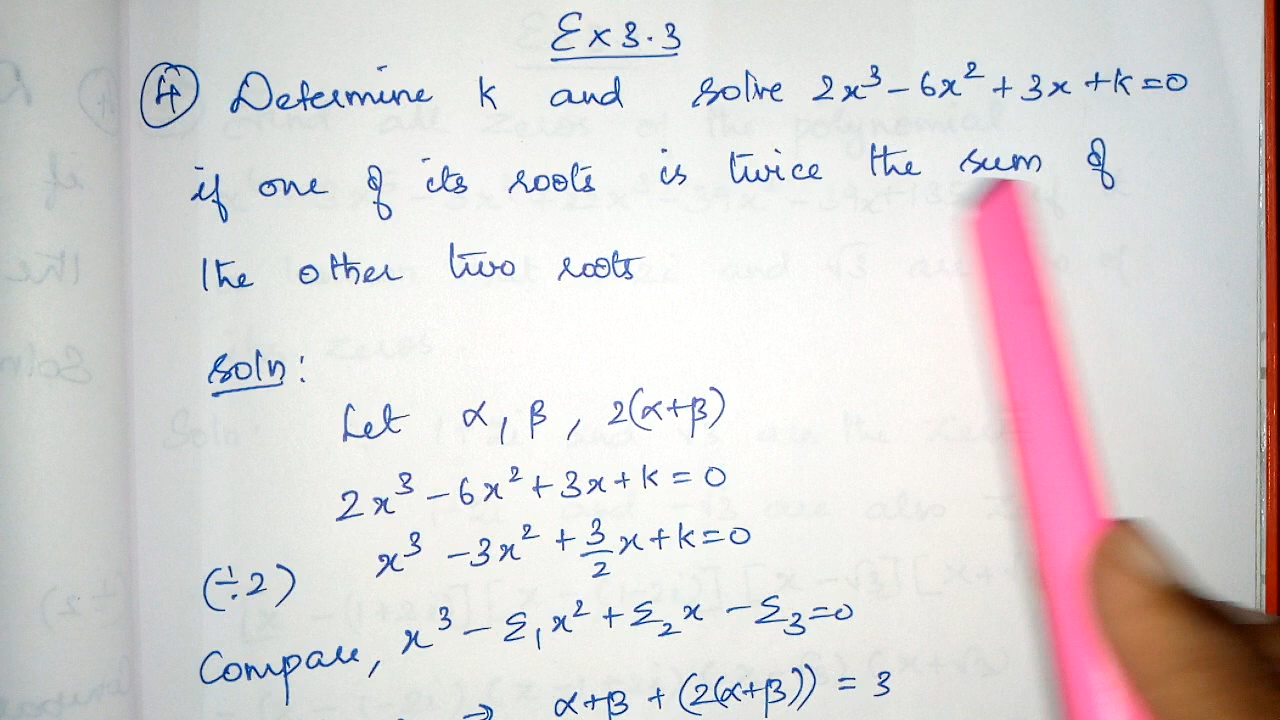 Ex 3.3
④ Determine k and solve 2x³ - 6x² + 3x + k = 0
if one of its roots is twice the sum of
the other two roots
Soln:
Let α, β, 2(α+β)
2x³ - 6x² + 3x + k = 0
(÷2) x³ - 3x² + 3/2 x + k = 0
Compare, x³ - Σ₁x² + Σ₂x - Σ₃ = 0
⇒ α+β + (2(α+β)) = 3